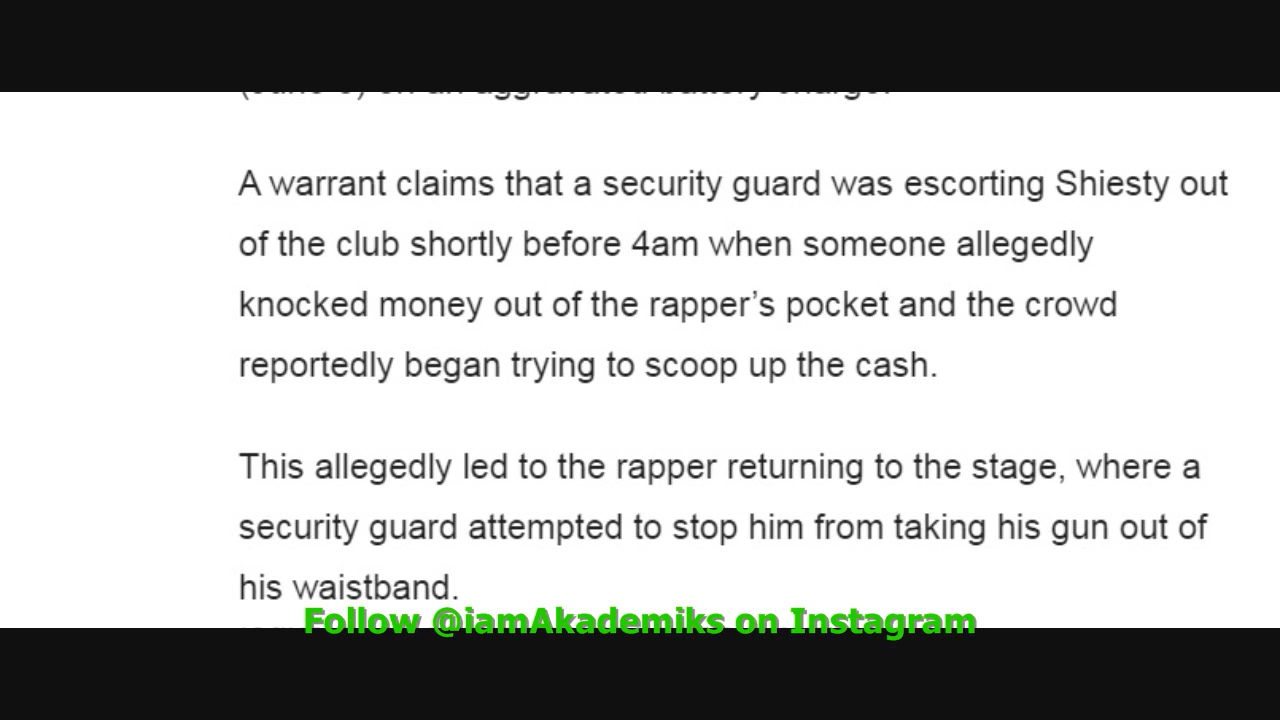 A warrant claims that a security guard was escorting Shiesty out
of the club shortly before 4am when someone allegedly
knocked money out of the rapper’s pocket and the crowd
reportedly began trying to scoop up the cash.
This allegedly led to the rapper returning to the stage, where a
security guard attempted to stop him from taking his gun out of
his waistband.
Follow @iamAkademiks on Instagram